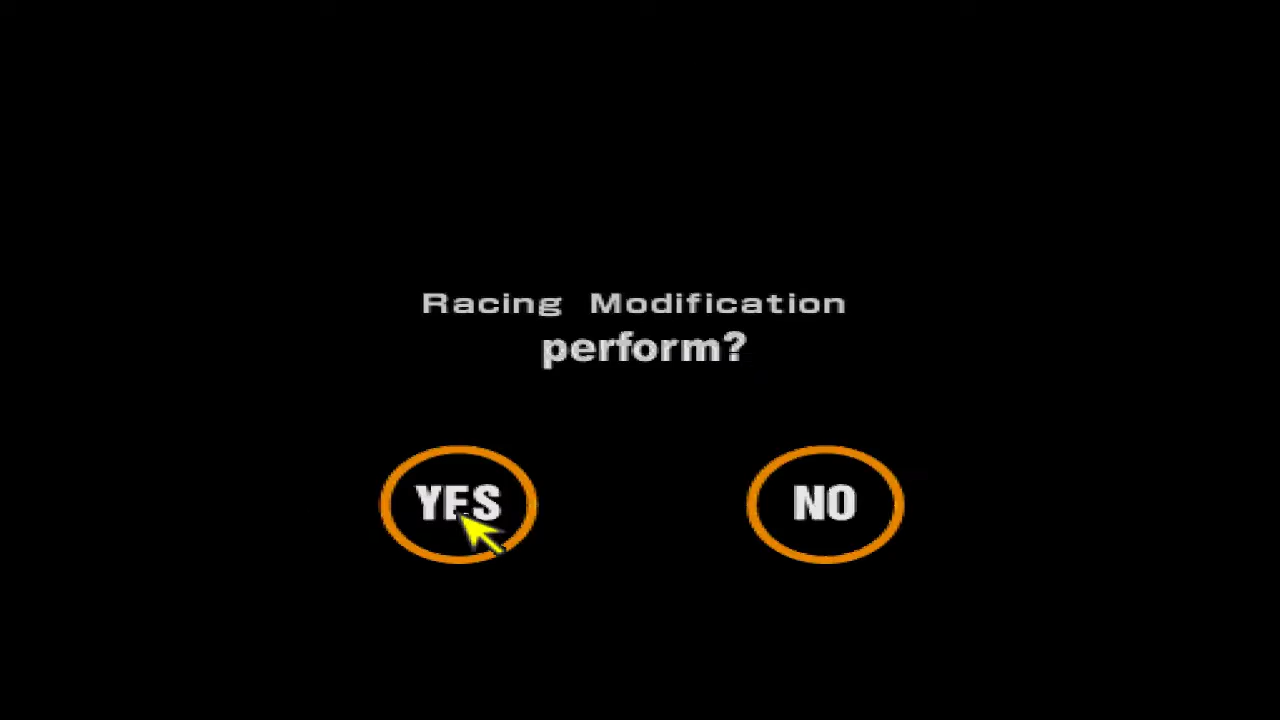 Racing Modification
perform?
YES
NO